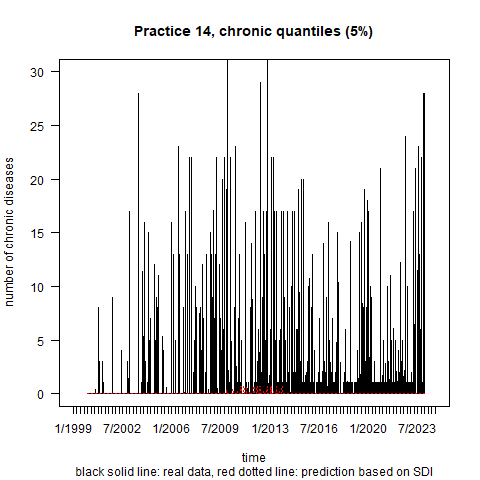 Practice 14, chronic quantiles (5%)
number of chronic diseases
30
25
20
15
10
5
0
1/1999 7/2002 1/2006 7/2009 1/2013 7/2016 1/2020 7/2023
time
black solid line: real data, red dotted line: prediction based on SDI